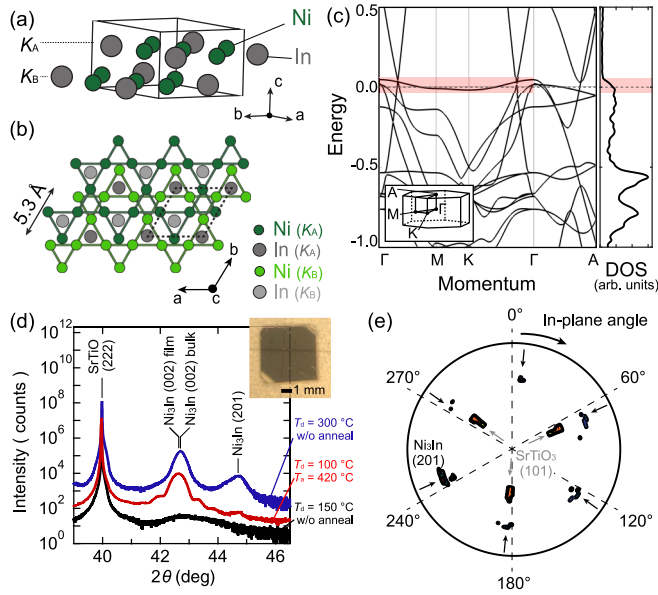 (a)
Ni
K_A
In
K_B
c
b
a
(b)
5.3 Å
Ni (K_A)
In (K_A)
Ni (K_B)
In (K_B)
b
a
c
(c)
Energy
0.0
-0.5
-1.0
A
Γ
M
K
Γ
M
K
Γ
A
Momentum
DOS
(arb. units)
(d)
Intensity ( counts)
10^12
10^10
10^8
10^6
10^4
10^2
10^0
SrTiO
(222)
Ni₃In (002) film
Ni₃In (002) bulk
Ni₃In (201)
1 mm
T_d = 300 °C
w/o anneal
T_d = 100 °C
T_a = 420 °C
T_d = 150 °C
w/o anneal
40
42
44
46
2θ (deg)
(e)
0°
In-plane angle
270°
60°
Ni₃In
(201)
SrTiO₃
(101)
240°
120°
180°